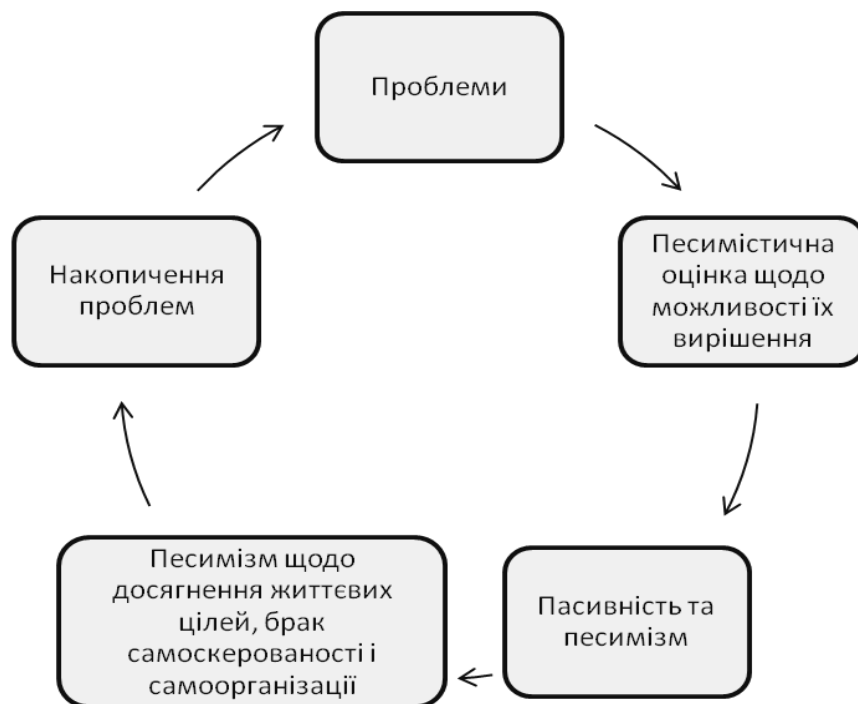 Проблеми
Песимістична
оцінка щодо
можливості їх
вирішення
Пасивність та
песимізм
Песимізм щодо
досягнення життєвих
цілей, брак
самоскерованості і
самоорганізації
Накопичення
проблем